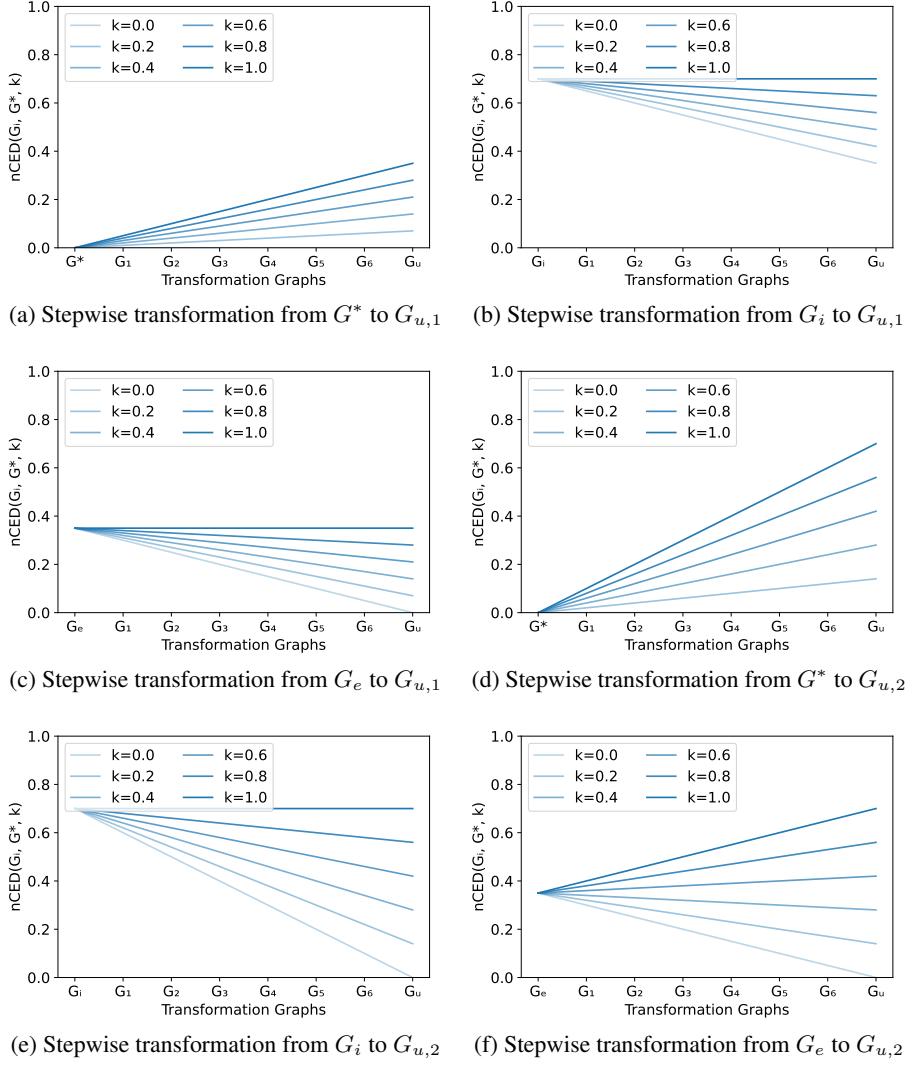 1.0
0.8
0.6
0.4
0.2
0.0
nCED(Gᵢ, G*, k)
k=0.0 k=0.6
k=0.2 k=0.8
k=0.4 k=1.0
G* G₁ G₂ G₃ G₄ G₅ G₆ Gᵤ
Transformation Graphs
(a) Stepwise transformation from G* to Gᵤ,₁
1.0
0.8
0.6
0.4
0.2
0.0
nCED(Gᵢ, G*, k)
k=0.0 k=0.6
k=0.2 k=0.8
k=0.4 k=1.0
Gᵢ G₁ G₂ G₃ G₄ G₅ G₆ Gᵤ
Transformation Graphs
(b) Stepwise transformation from Gᵢ to Gᵤ,₁
1.0
0.8
0.6
0.4
0.2
0.0
nCED(Gᵢ, G*, k)
k=0.0 k=0.6
k=0.2 k=0.8
k=0.4 k=1.0
Gₑ G₁ G₂ G₃ G₄ G₅ G₆ Gᵤ
Transformation Graphs
(c) Stepwise transformation from Gₑ to Gᵤ,₁
1.0
0.8
0.6
0.4
0.2
0.0
nCED(Gᵢ, G*, k)
k=0.0 k=0.6
k=0.2 k=0.8
k=0.4 k=1.0
G* G₁ G₂ G₃ G₄ G₅ G₆ Gᵤ
Transformation Graphs
(d) Stepwise transformation from G* to Gᵤ,₂
1.0
0.8
0.6
0.4
0.2
0.0
nCED(Gᵢ, G*, k)
k=0.0 k=0.6
k=0.2 k=0.8
k=0.4 k=1.0
Gᵢ G₁ G₂ G₃ G₄ G₅ G₆ Gᵤ
Transformation Graphs
(e) Stepwise transformation from Gᵢ to Gᵤ,₂
1.0
0.8
0.6
0.4
0.2
0.0
nCED(Gᵢ, G*, k)
k=0.0 k=0.6
k=0.2 k=0.8
k=0.4 k=1.0
Gₑ G₁ G₂ G₃ G₄ G₅ G₆ Gᵤ
Transformation Graphs
(f) Stepwise transformation from Gₑ to Gᵤ,₂